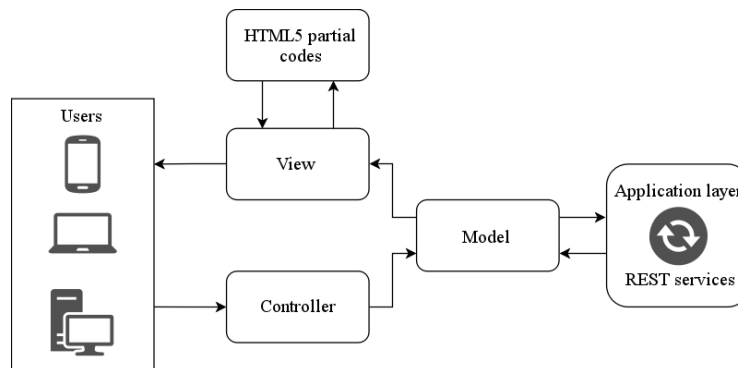 HTML5 partial
codes
Users
View
Application layer
Model
REST services
Controller